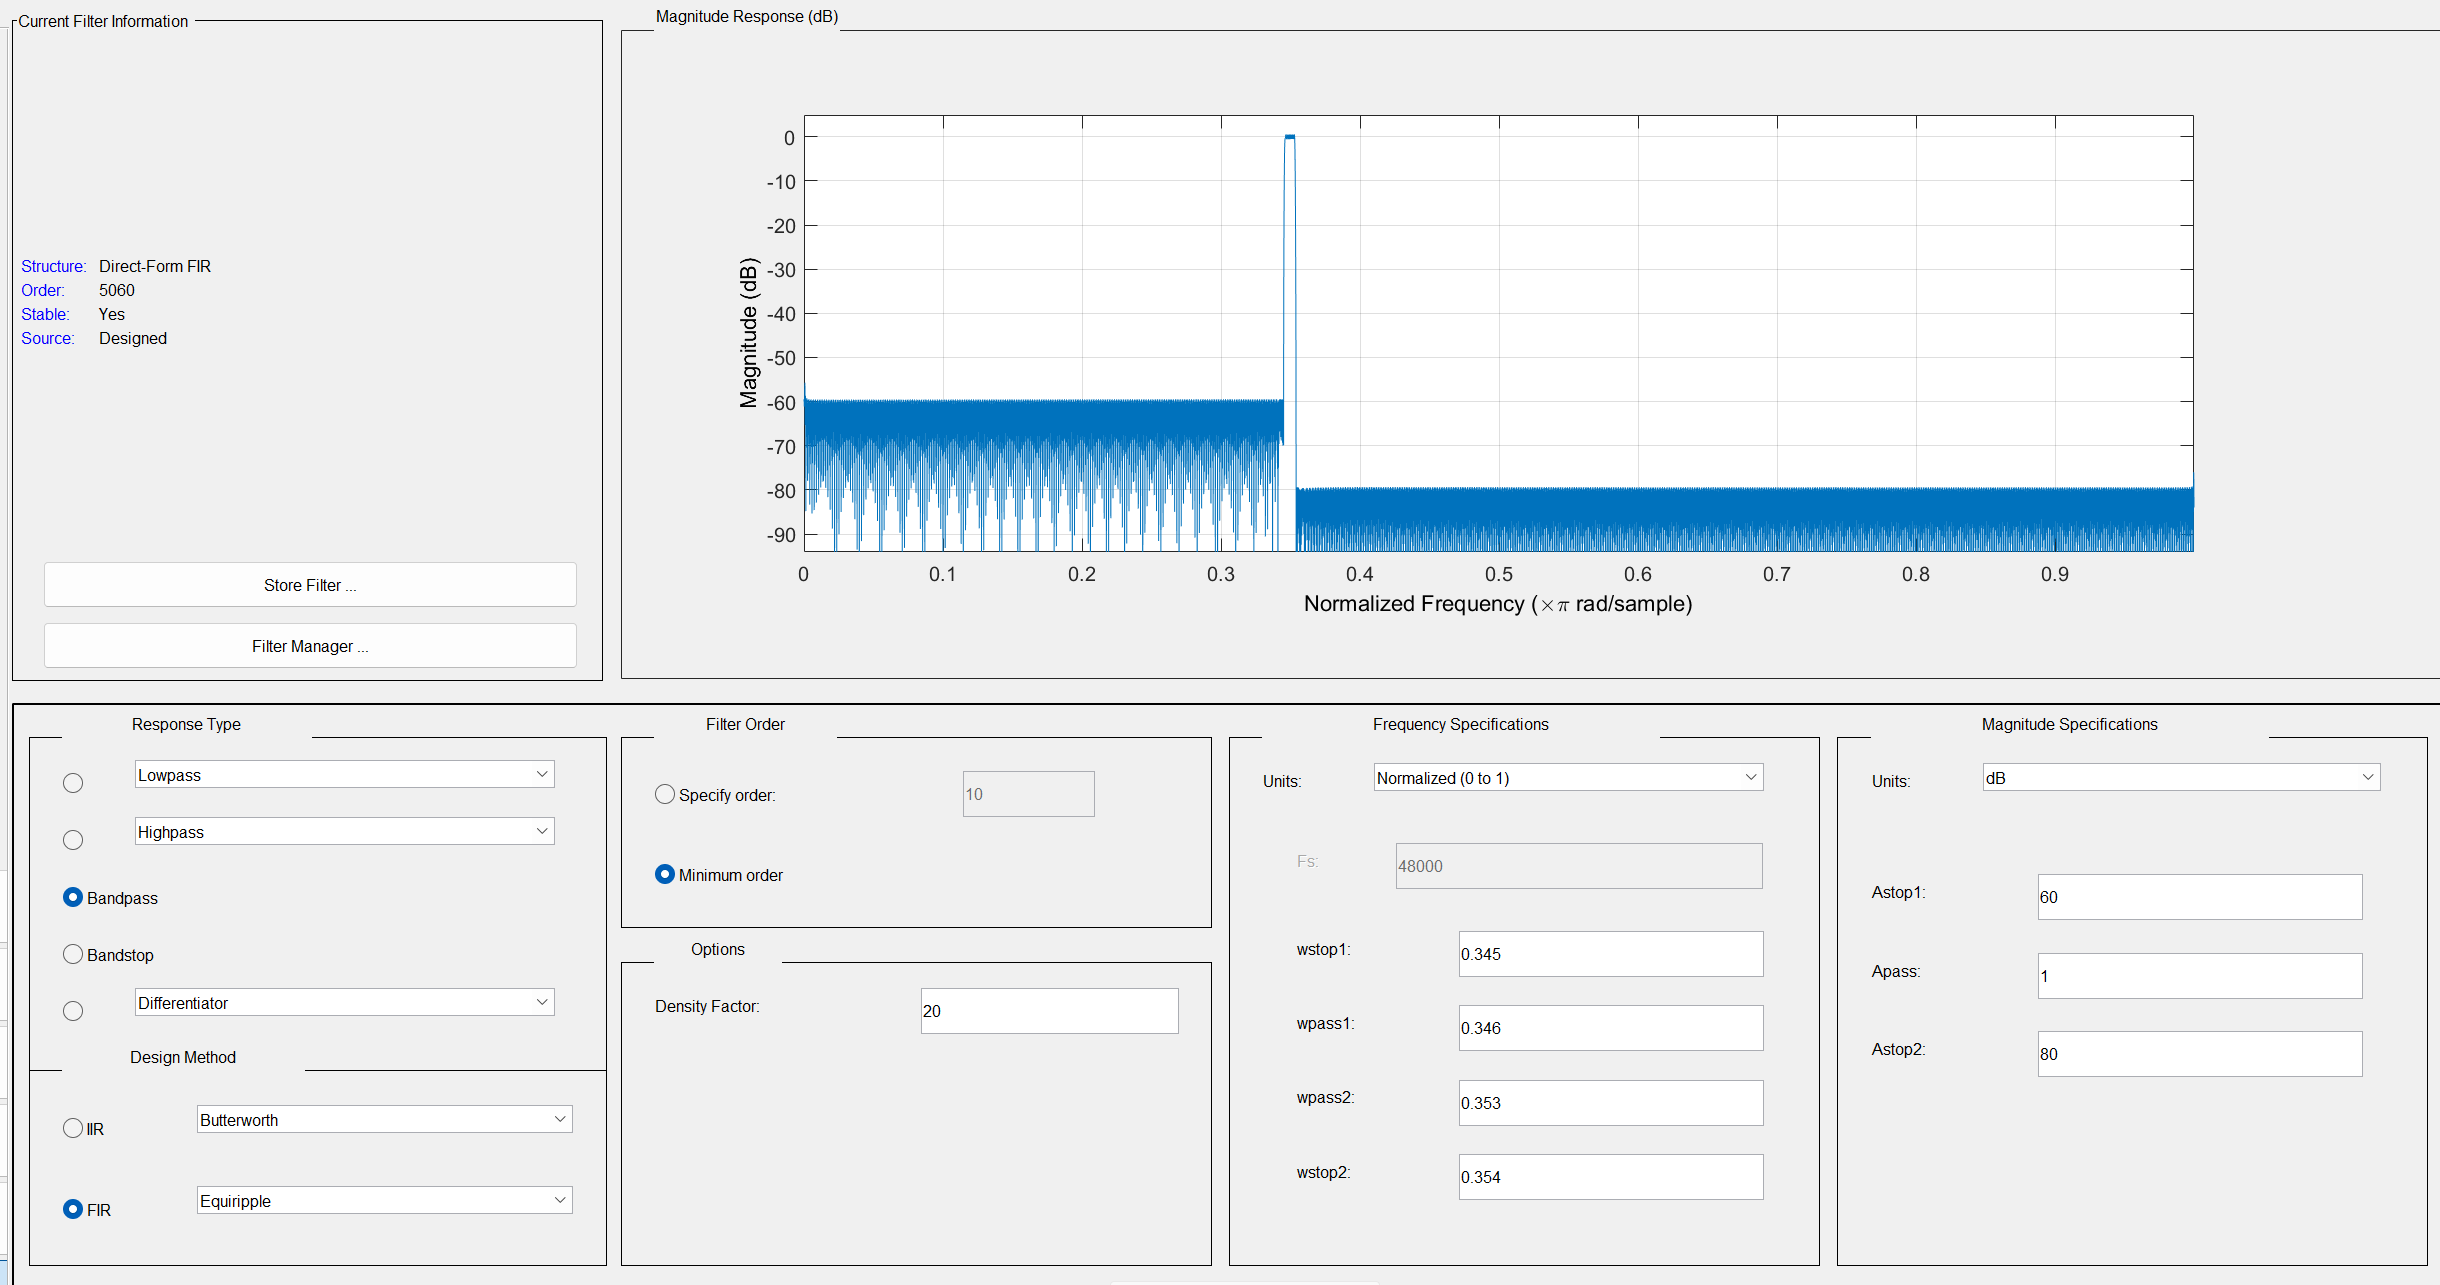 Current Filter Information
Structure: Direct-Form FIR
Order: 5060
Stable: Yes
Source: Designed
Store Filter ...
Filter Manager ...
Magnitude Response (dB)
Magnitude (dB)
0
-10
-20
-30
-40
-50
-60
-70
-80
-90
0 0.1 0.2 0.3 0.4 0.5 0.6 0.7 0.8 0.9
Normalized Frequency (×π rad/sample)
Response Type
Lowpass
Highpass
Bandpass
Bandstop
Differentiator
Design Method
IIR Butterworth
FIR Equiripple
Filter Order
Specify order: 10
Minimum order
Options
Density Factor: 20
Frequency Specifications
Units: Normalized (0 to 1)
Fs: 48000
wstop1: 0.345
wpass1: 0.346
wpass2: 0.353
wstop2: 0.354
Magnitude Specifications
Units: dB
Astop1: 60
Apass: 1
Astop2: 80